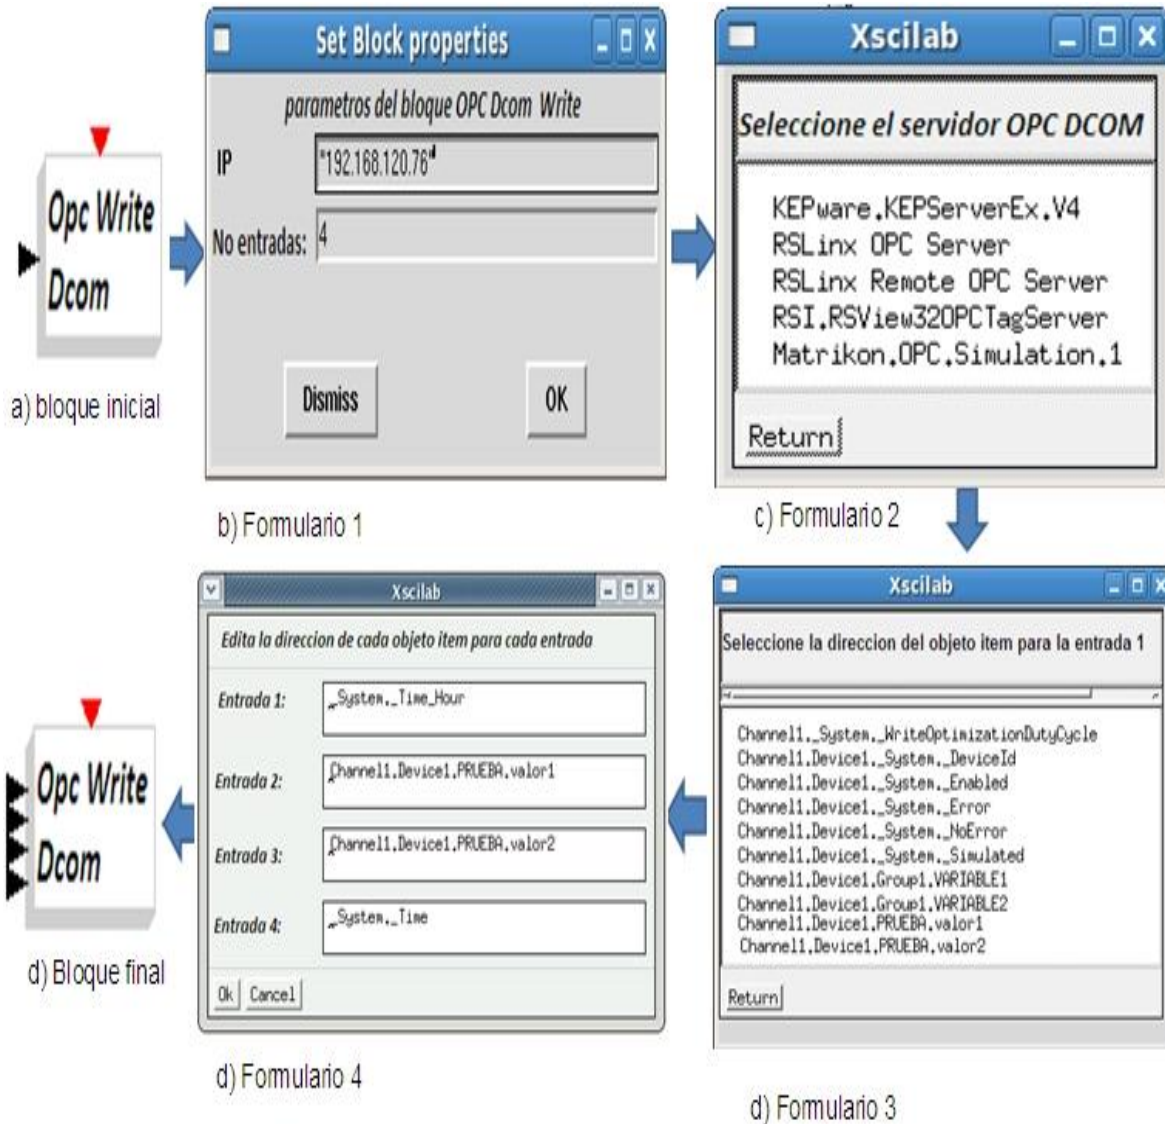 Opc Write
Dcom
a) bloque inicial
Set Block properties
parametros del bloque OPC Dcom Write
IP
"192.168.120.76"
No entradas:
4
Dismiss
OK
b) Formulario 1
Xscilab
Seleccione el servidor OPC DCOM
KEPware.KEPServerEx.V4
RSLinx OPC Server
RSLinx Remote OPC Server
RSI.RSView32OPCTagServer
Matrikon.OPC.Simulation.1
Return
c) Formulario 2
Xscilab
Seleccione la direccion del objeto item para la entrada 1
Channel1._System._WriteOptimizationDutyCycle
Channel1.Device1._System._DeviceId
Channel1.Device1._System._Enabled
Channel1.Device1._System._Error
Channel1.Device1._System._NoError
Channel1.Device1._System._Simulated
Channel1.Device1.Group1.VARIABLE1
Channel1.Device1.Group1.VARIABLE2
Channel1.Device1.PRUEBA.valor1
Channel1.Device1.PRUEBA.valor2
Return
d) Formulario 3
Xscilab
Edita la direccion de cada objeto item para cada entrada
Entrada 1:
_System._Time_Hour
Entrada 2:
Channel1.Device1.PRUEBA.valor1
Entrada 3:
Channel1.Device1.PRUEBA.valor2
Entrada 4:
_System._Time
Ok
Cancel
d) Formulario 4
Opc Write
Dcom
d) Bloque final